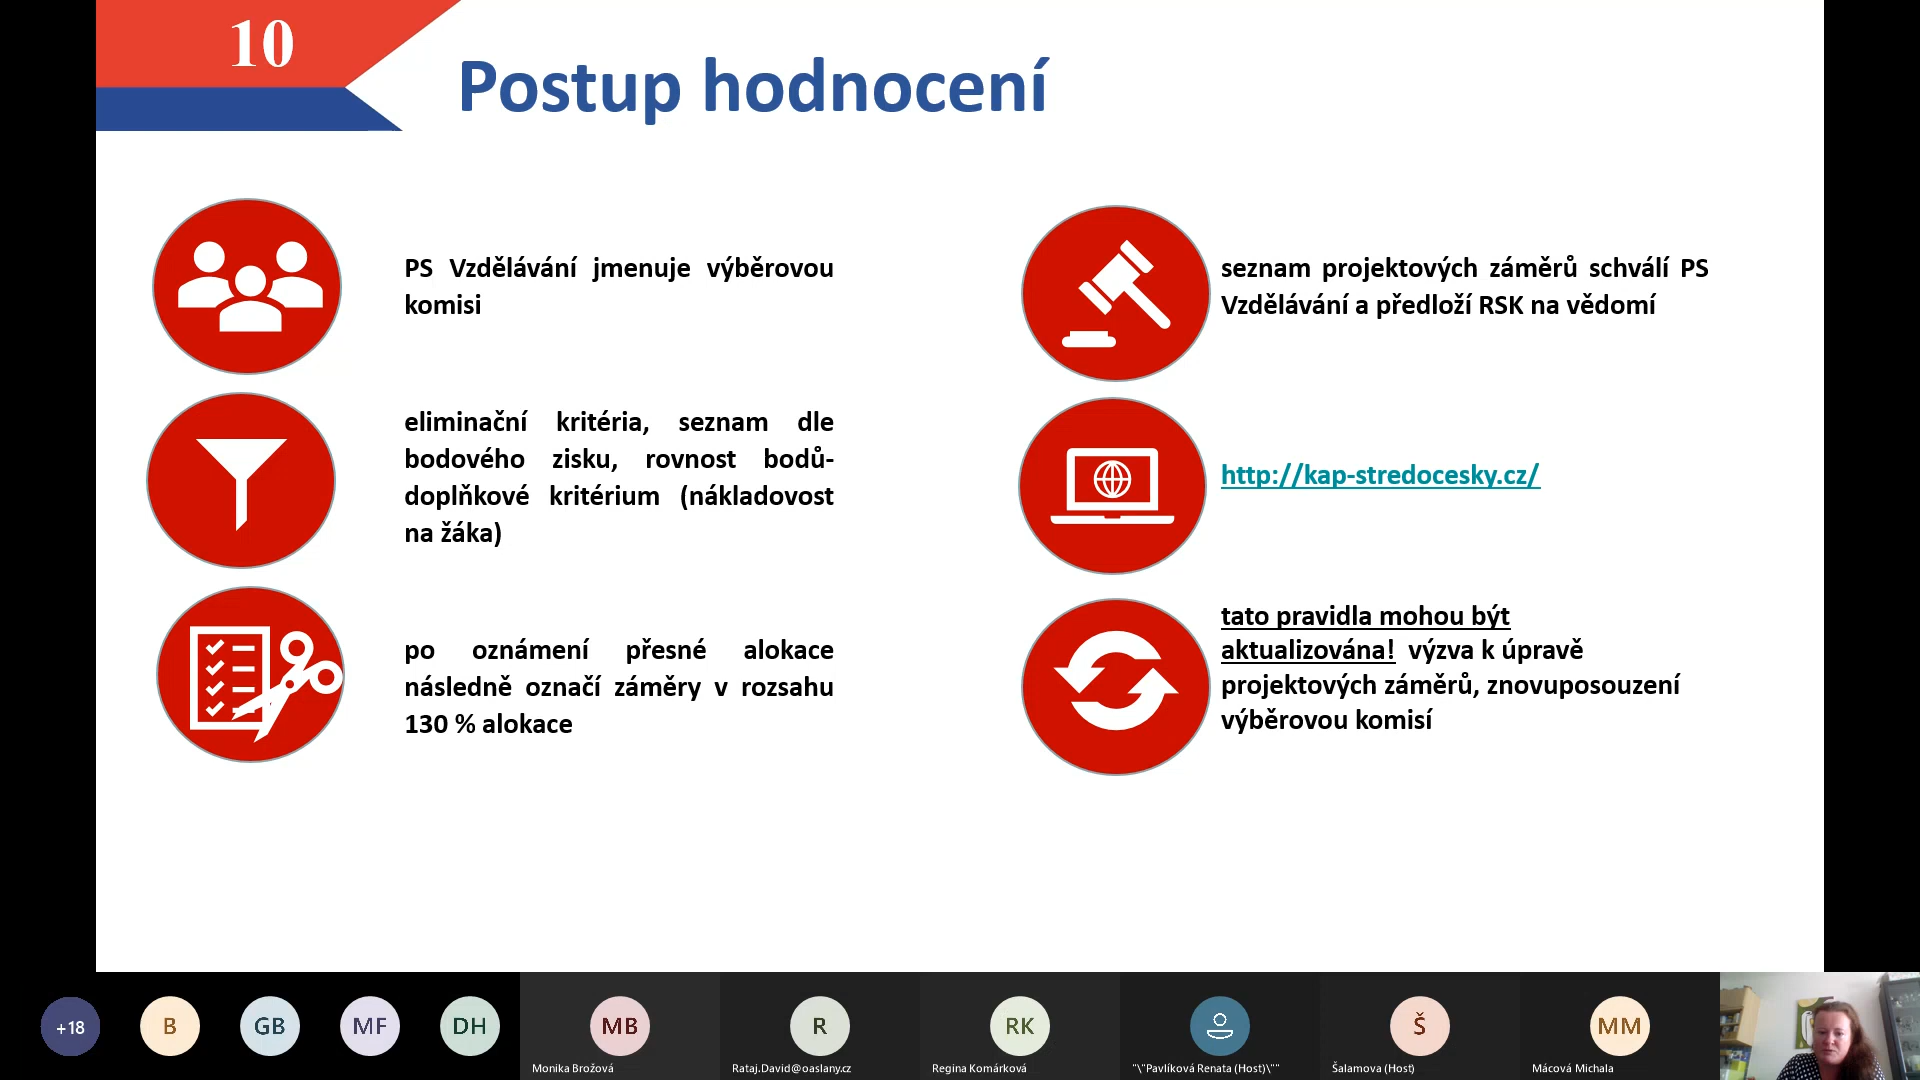 10
Postup hodnocení
PS Vzdělávání jmenuje výběrovou
komisi
eliminační kritéria, seznam dle
bodového zisku, rovnost bodů-
doplňkové kritérium (nákladovost
na žáka)
po oznámení přesné alokace
následně označí záměry v rozsahu
130 % alokace
seznam projektových záměrů schválí PS
Vzdělávání a předloží RSK na vědomí
http://kap-stredocesky.cz/
tato pravidla mohou být
aktualizována! výzva k úpravě
projektových záměrů, znovuposouzení
výběrovou komisí
+18
B
GB
MF
DH
MB
R
RK
Š
MM
Monika Brožová
Rataj.David@oaslany.cz
Regina Komárková
"\"Pavlíková Renata (Host)\""
Šalamova (Host)
Mácová Michala